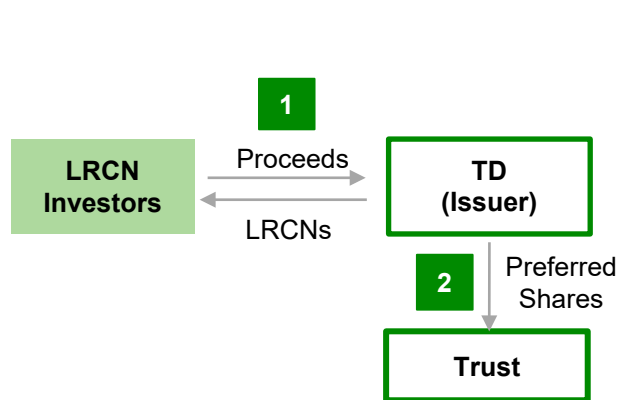 1
Proceeds
LRCN
Investors
TD
(Issuer)
LRCNs
2
Preferred
Shares
Trust